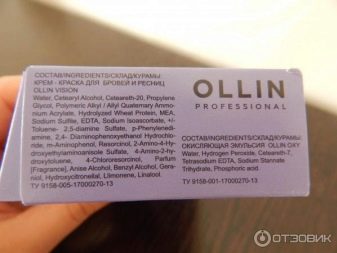 СОСТАВ/INGREDIENTS/СКЛАД/КУРАМЫ:
КРЕМ - КРАСКА ДЛЯ БРОВЕЙ И РЕСНИЦ
OLLIN VISION
Water, Cetearyl Alcohol, Ceteareth-20, Propylene
Glycol, Polymeric Alkyl / Allyl Quaternary Ammo-
nium Acrylate, Hydrolyzed Wheat Protein, MEA,
Sodium Sulfite, EDTA, Sodium Isoascorbate, +/-
Toluene- 2,5-diamine Sulfate, p-Phenylenedi-
amine, 2,4- Diaminophenoxyethanol Hydrochlo-
ride, m-Aminophenol, Resorcinol, 2-Amino-4-Hy-
droxyethylaminoanisole Sulfate, 4-Amino-2-hy-
droxytoluene, 4-Chlororesorcinol, Parfum
[Fragrance], Anise Alcohol, Benzyl Alcohol, Gera-
niol, Hydroxycitronellal, Limonene, Linalool.
ТУ 9158-005-17000270-13
OLLIN
PROFESSIONAL
СОСТАВ/INGREDIENTS/СКЛАД/КУРАМЫ:
ОКИСЛЯЮЩАЯ ЭМУЛЬСИЯ OLLIN OXY
Water, Hydrogen Peroxide, Ceteareth-7,
Tetrasodium EDTA, Sodium Stannate
Trihydrate, Phosphoric acid
ТУ 9158-001-17000270-13
ОТЗОВИК